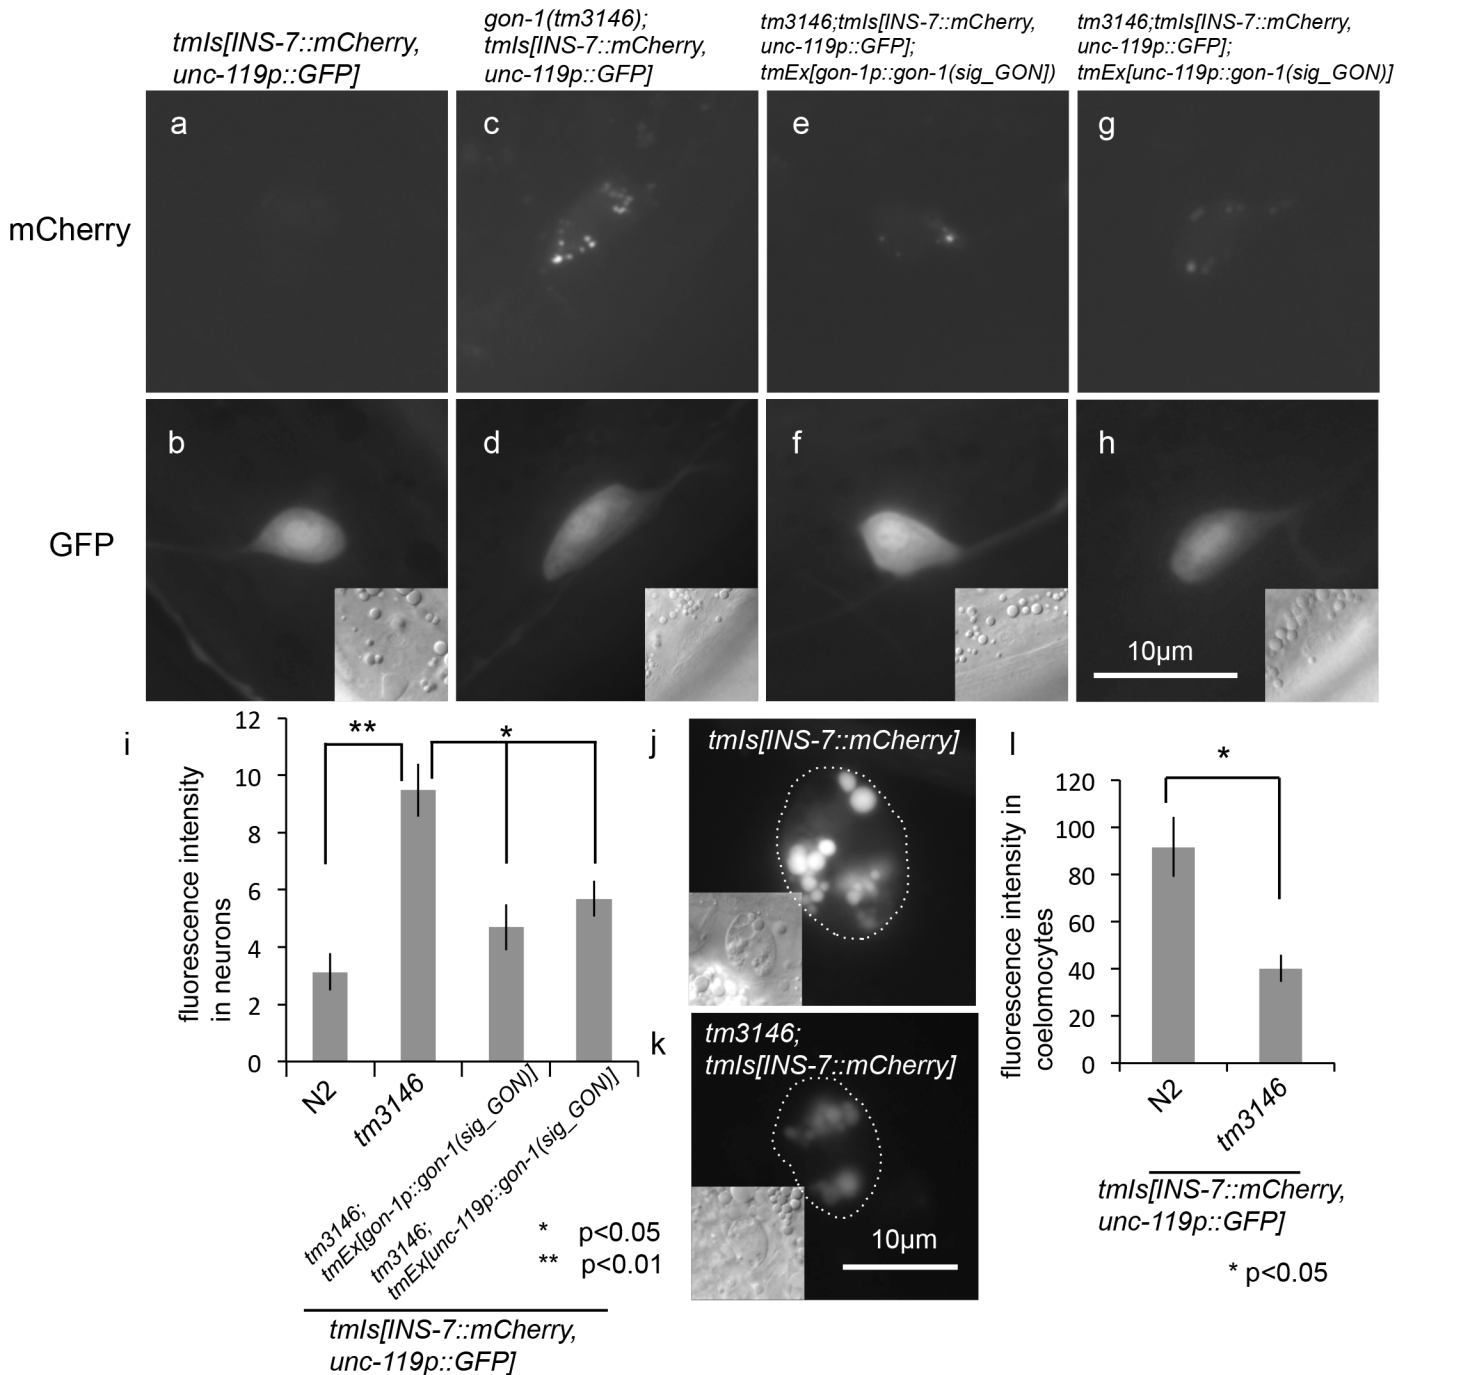 tmIs[INS-7::mCherry,
unc-119p::GFP]
gon-1(tm3146);
tmIs[INS-7::mCherry,
unc-119p::GFP]
tm3146;tmIs[INS-7::mCherry,
unc-119p::GFP];
tmEx[gon-1p::gon-1(sig_GON])
tm3146;tmIs[INS-7::mCherry,
unc-119p::GFP];
tmEx[unc-119p::gon-1(sig_GON)]
mCherry
a
c
e
g
GFP
b
d
f
h
10µm
i
fluorescence intensity
in neurons
12
10
8
6
4
2
0
**
*
N2
tm3146
tm3146;
tmEx[gon-1p::gon-1(sig_GON)]
tm3146;
tmEx[unc-119p::gon-1(sig_GON)]
* p<0.05
** p<0.01
tmIs[INS-7::mCherry,
unc-119p::GFP]
j
tmIs[INS-7::mCherry]
k
tm3146;
tmIs[INS-7::mCherry]
10µm
l
fluorescence intensity in
coelomocytes
120
100
80
60
40
20
0
*
N2
tm3146
tmIs[INS-7::mCherry,
unc-119p::GFP]
* p<0.05